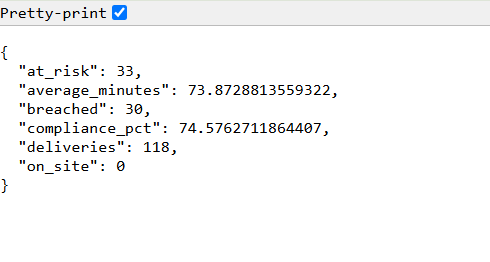 Pretty-print
{
  "at_risk": 33,
  "average_minutes": 73.8728813559322,
  "breached": 30,
  "compliance_pct": 74.5762711864407,
  "deliveries": 118,
  "on_site": 0
}